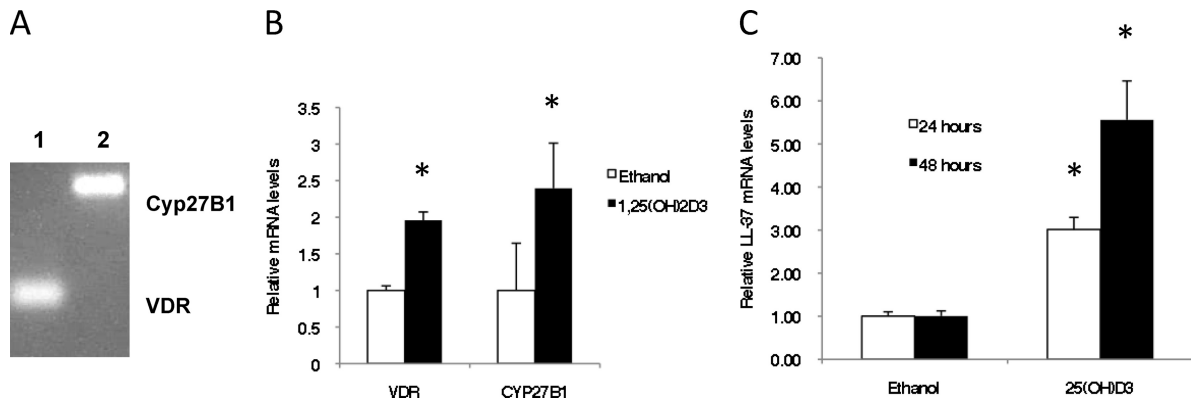 A
1 2
Cyp27B1
VDR
B
Relative mRNA levels
3.5
3
2.5
2
1.5
1
0.5
0
*
*
VDR
CYP27B1
Ethanol
1,25(OH)2D3
C
Relative LL-37 mRNA levels
7.00
6.00
5.00
4.00
3.00
2.00
1.00
0.00
24 hours
48 hours
*
*
Ethanol
25(OH)D3